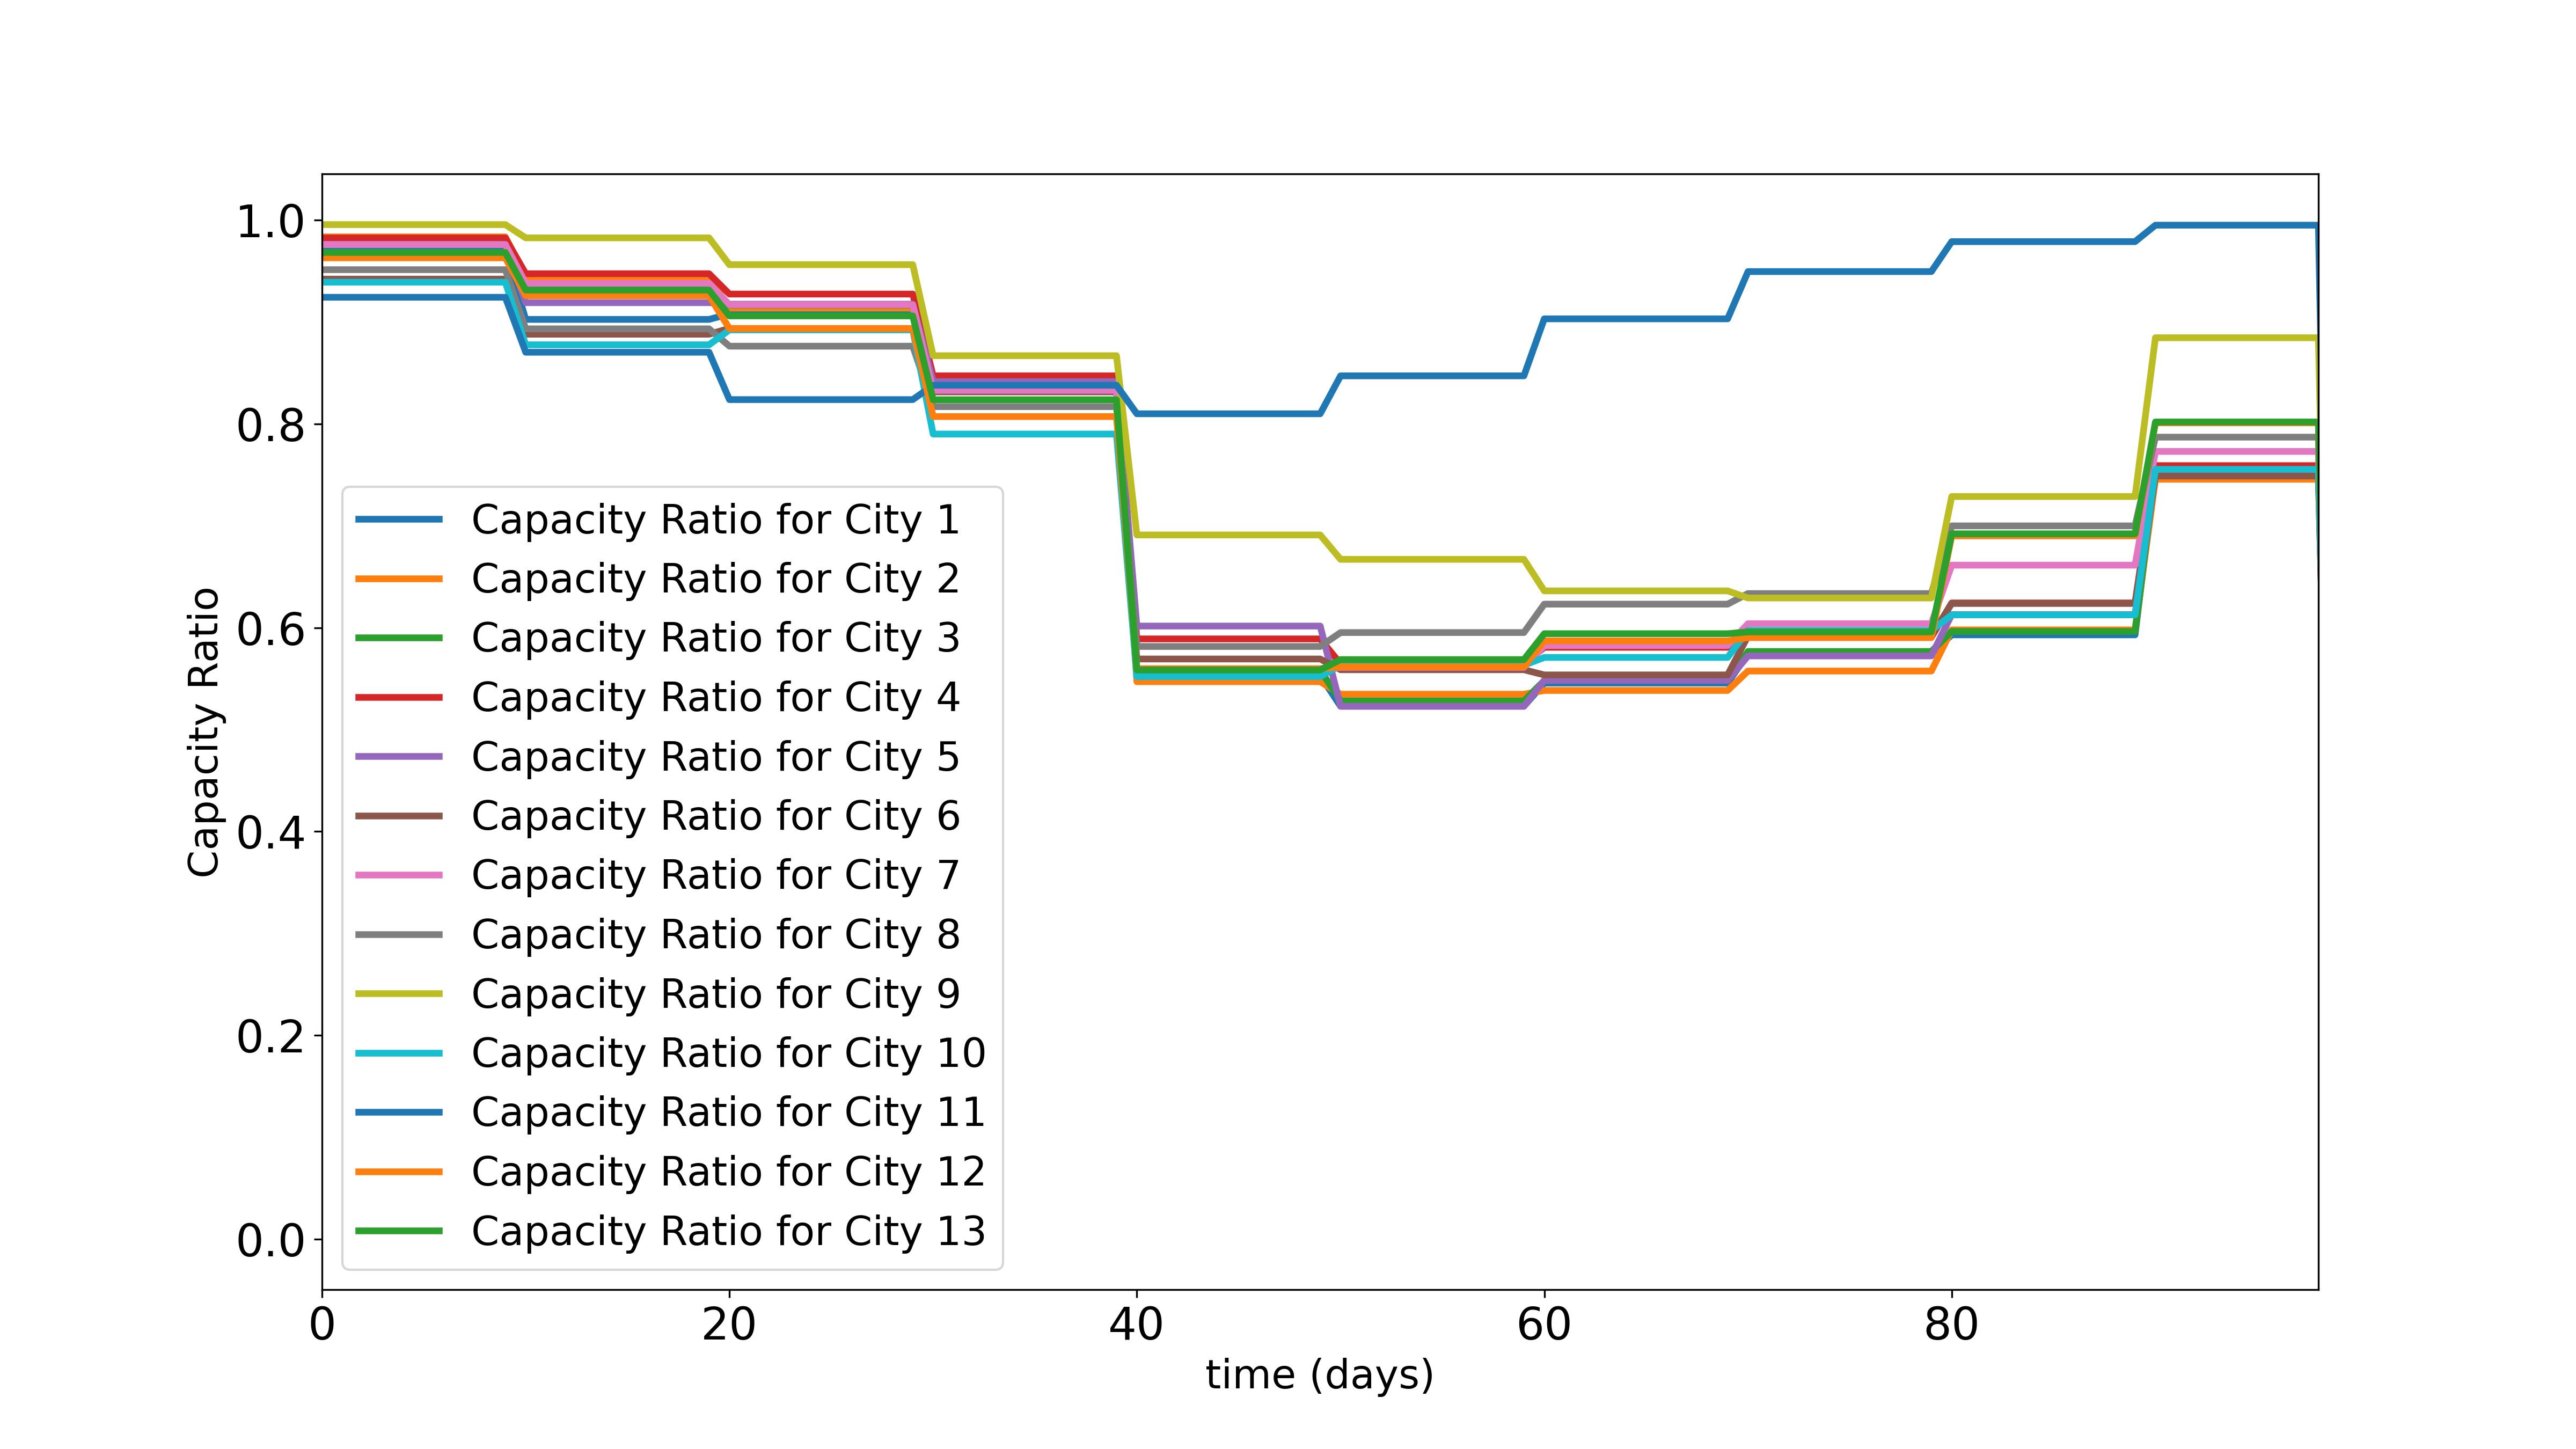 1.0
0.8
0.6
0.4
0.2
0.0
Capacity Ratio
Capacity Ratio for City 1
Capacity Ratio for City 2
Capacity Ratio for City 3
Capacity Ratio for City 4
Capacity Ratio for City 5
Capacity Ratio for City 6
Capacity Ratio for City 7
Capacity Ratio for City 8
Capacity Ratio for City 9
Capacity Ratio for City 10
Capacity Ratio for City 11
Capacity Ratio for City 12
Capacity Ratio for City 13
0 20 40 60 80
time (days)